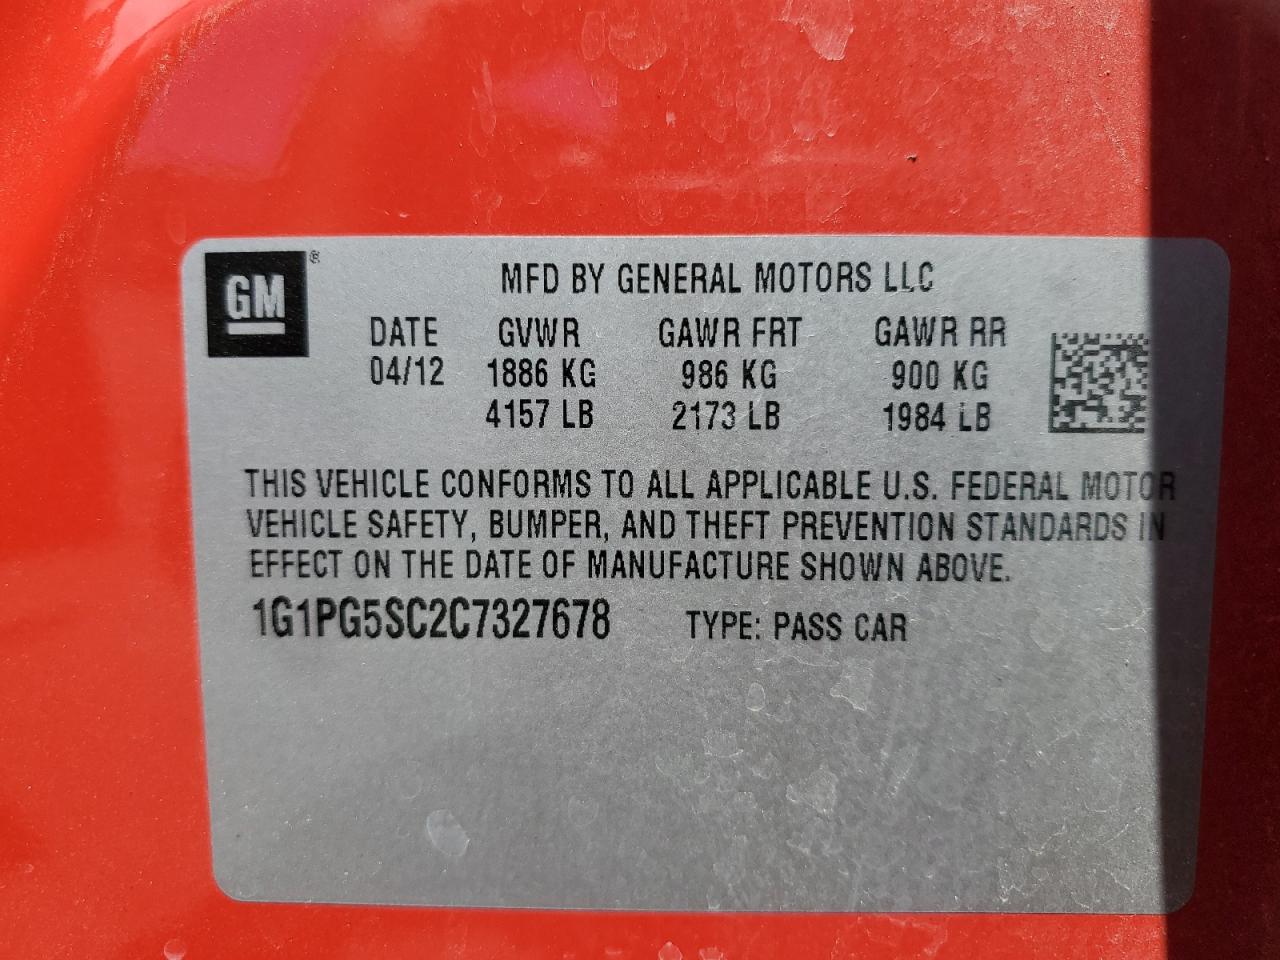 GM ®
MFD BY GENERAL MOTORS LLC
DATE GVWR GAWR FRT GAWR RR
04/12 1886 KG 986 KG 900 KG
4157 LB 2173 LB 1984 LB
THIS VEHICLE CONFORMS TO ALL APPLICABLE U.S. FEDERAL MOTOR
VEHICLE SAFETY, BUMPER, AND THEFT PREVENTION STANDARDS IN
EFFECT ON THE DATE OF MANUFACTURE SHOWN ABOVE.
1G1PG5SC2C7327678 TYPE: PASS CAR